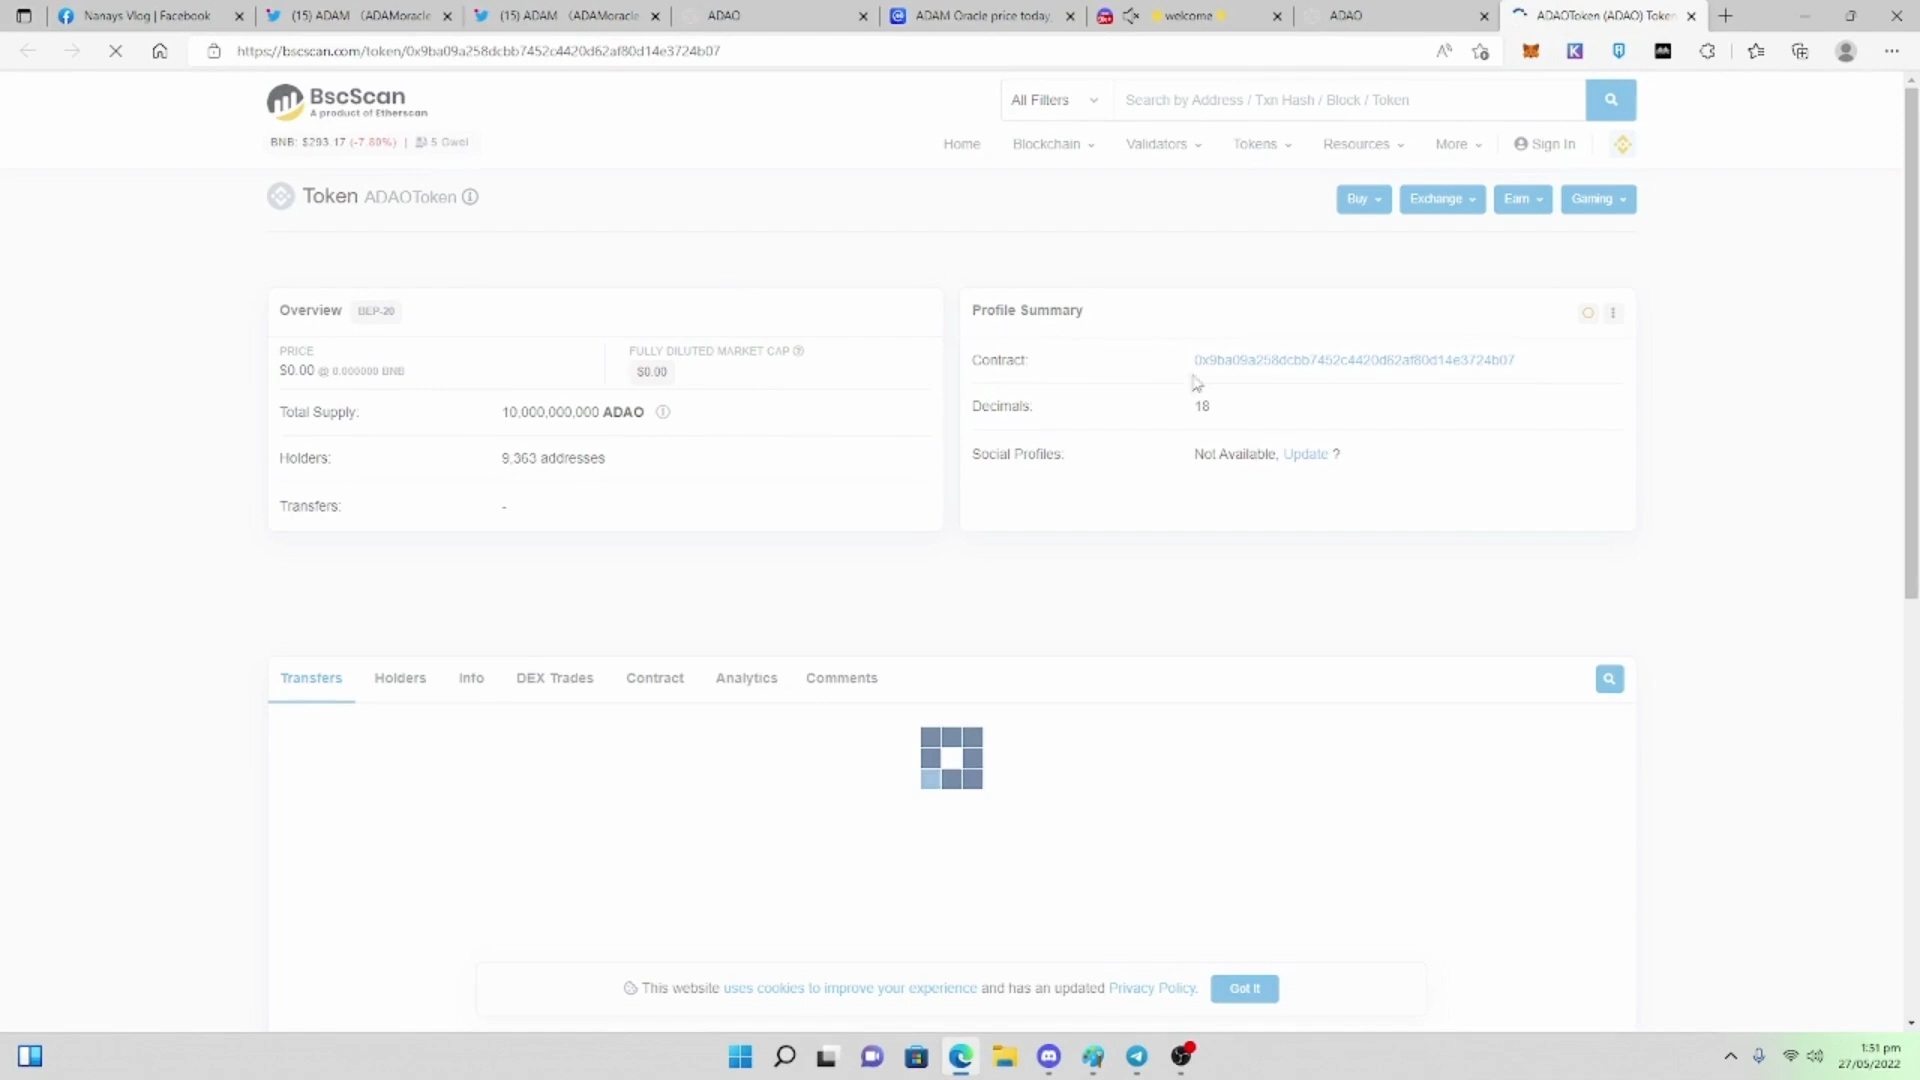 Nanays Vlog | Facebook
(15) ADAM (ADAMoracle
(15) ADAM (ADAMoracle
ADAO
ADAM Oracle price today,
welcome
ADAO
ADAOToken (ADAO) Token
https://bscscan.com/token/0x9ba09a258dcbb7452c4420d62af80d14e3724b07
BscScan
A product of Etherscan
All Filters
Search by Address / Txn Hash / Block / Token
BNB: $293.17 (-7.80%) | 5 Gwei
Home
Blockchain
Validators
Tokens
Resources
More
Sign In
Token ADAOToken
Buy
Exchange
Earn
Gaming
Overview BEP-20
PRICE
$0.00 @ 0.000000 BNB
FULLY DILUTED MARKET CAP
$0.00
Total Supply: 10,000,000,000 ADAO
Holders: 9,363 addresses
Transfers: -
Profile Summary
Contract: 0x9ba09a258dcbb7452c4420d62af80d14e3724b07
Decimals: 18
Social Profiles: Not Available, Update ?
Transfers
Holders
Info
DEX Trades
Contract
Analytics
Comments
This website uses cookies to improve your experience and has an updated Privacy Policy.
Got It
1:31 pm
27/05/2022